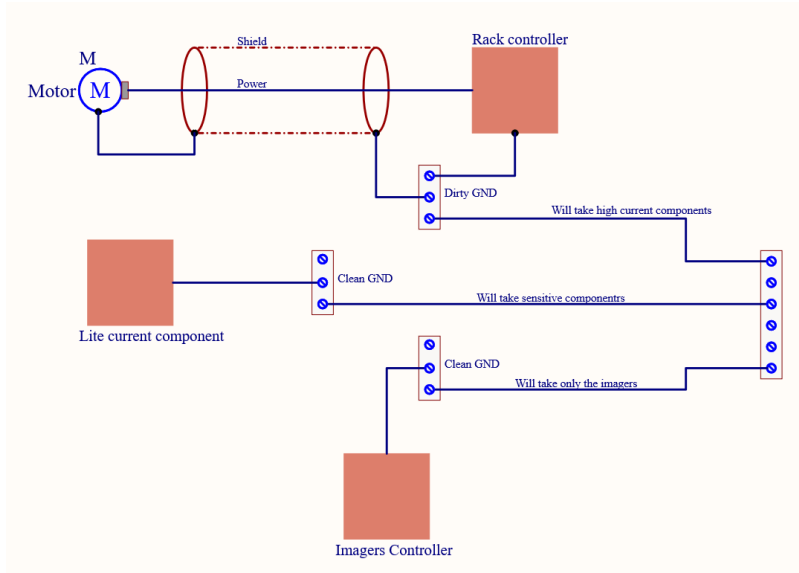 Rack controller
Shield
M
Power
Motor
M
Dirty GND
Will take high current components
Clean GND
Will take sensitive componentrs
Lite current component
Clean GND
Will take only the imagers
Imagers Controller